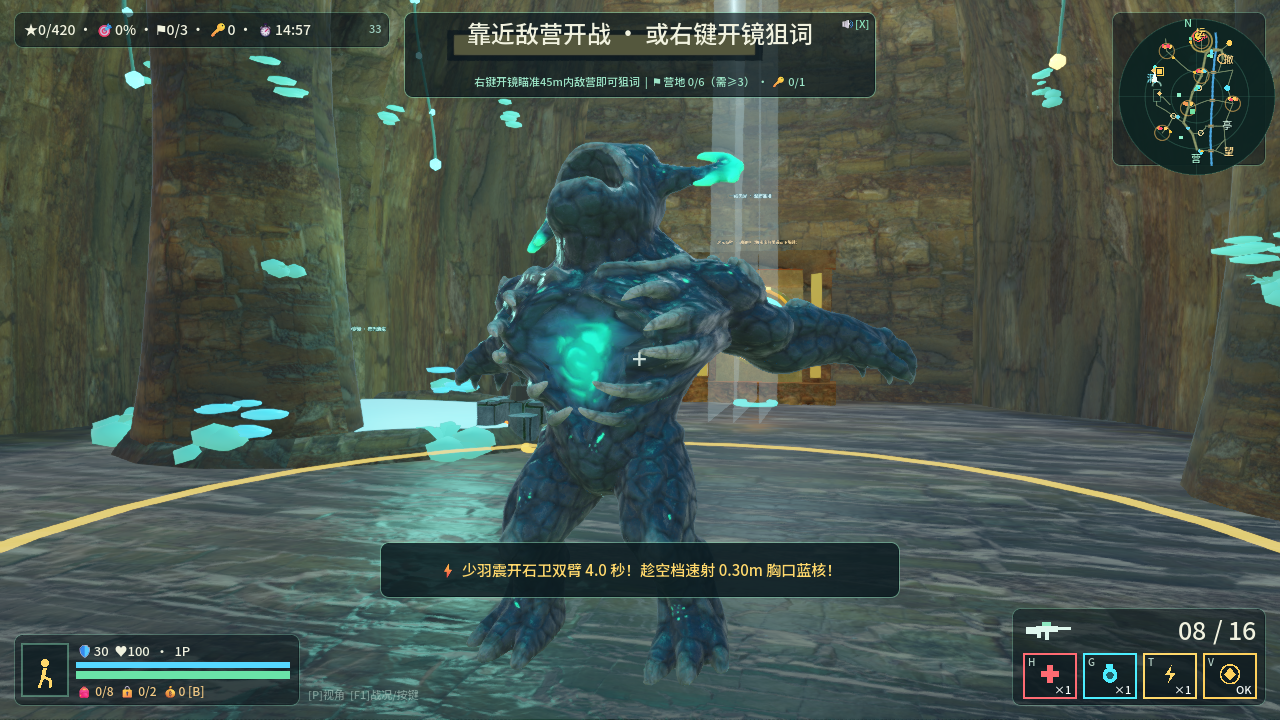 ★0/420 · 🎯0% · ⚑0/3 · 🔑0 · ⏱14:57 33
靠近敌营开战 · 或右键开镜狙词
[X]
右键开镜瞄准45m内敌营即可狙词 | ⚑营地 0/6（需≥3） · 🔑 0/1
N
撤
亭
望
营
⚡少羽震开石卫双臂 4.0 秒！趁空档速射 0.30m 胸口蓝核！
30 ♥100 · 1P
0/8 0/2 0 [B]
[P]视角 [F1]战况/按键
08 / 16
H ×1
G ×1
T ×1
V OK